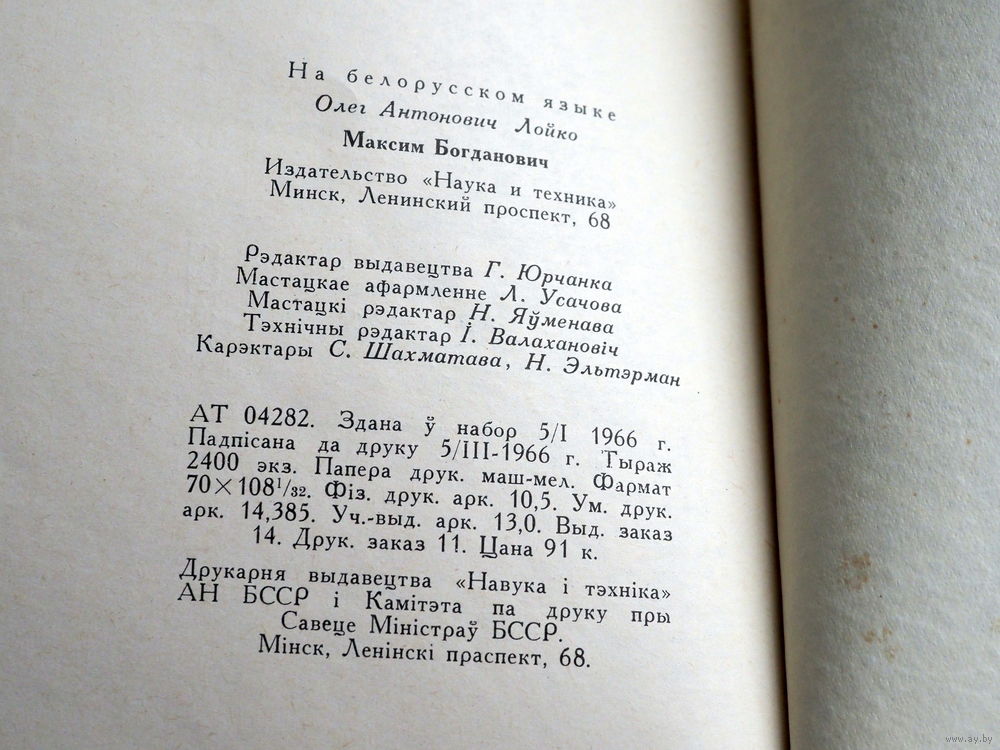 На белорусском языке
Олег Антонович Лойко
Максим Богданович
Издательство «Наука и техника»
Минск, Ленинский проспект, 68
Рэдактар выдавецтва Г. Юрчанка
Мастацкае афармленне Л. Усачова
Мастацкі рэдактар Н. Яўменава
Тэхнічны рэдактар І. Валахановіч
Карэктары С. Шахматава, Н. Эльтэрман
АТ 04282. Здана ў набор 5/I 1966 г.
Падпісана да друку 5/III-1966 г. Тыраж
2400 экз. Папера друк. маш-мел. Фармат
70×108¹/₃₂. Фіз. друк. арк. 10,5. Ум. друк.
арк. 14,385. Уч.-выд. арк. 13,0. Выд. заказ
14. Друк. заказ 11. Цана 91 к.
Друкарня выдавецтва «Навука і тэхніка»
АН БССР і Камітэта па друку пры
Савеце Міністраў БССР.
Мінск, Ленінскі праспект, 68.
www.ay.by